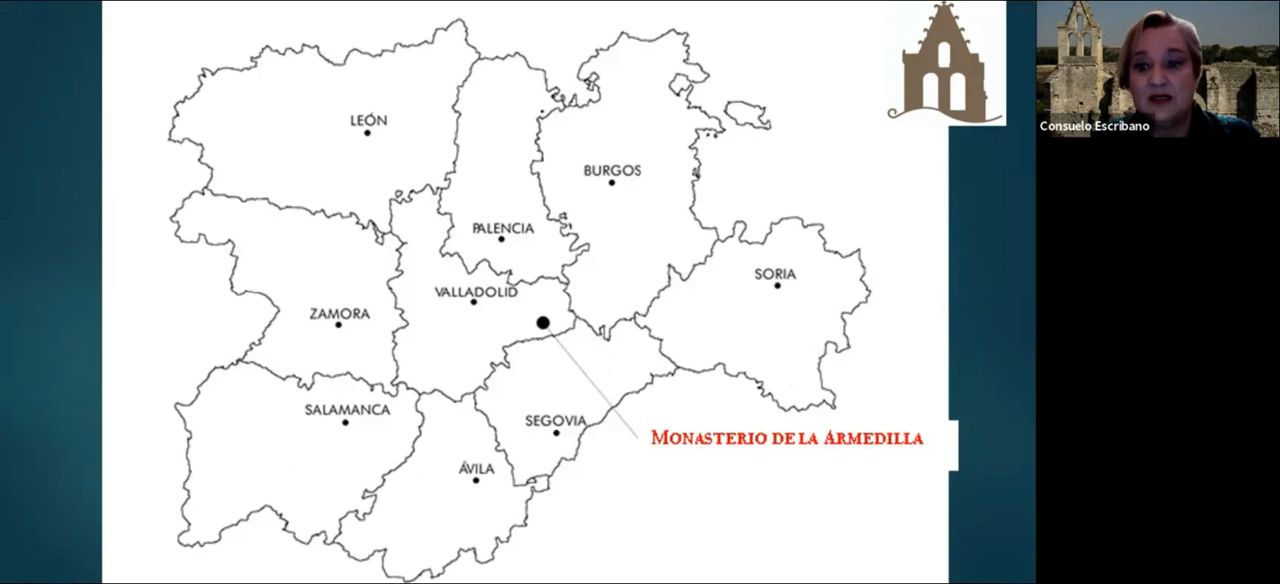 LEÓN
BURGOS
PALENCIA
SORIA
VALLADOLID
ZAMORA
SALAMANCA
SEGOVIA
ÁVILA
Monasterio de la Armedilla
Consuelo Escribano